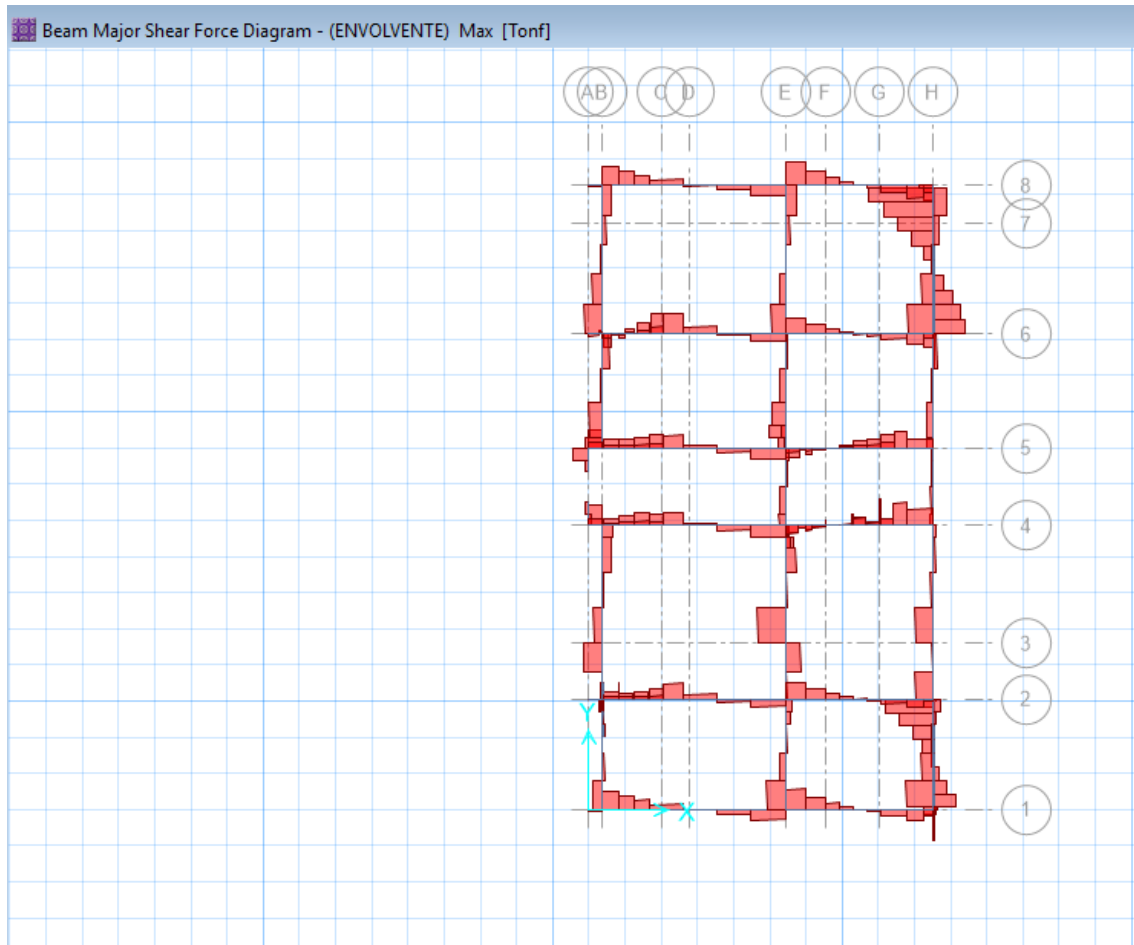 Beam Major Shear Force Diagram - (ENVOLVENTE) Max [Tonf]
A B C D E F G H
8
7
6
5
4
3
2
Y
X
1